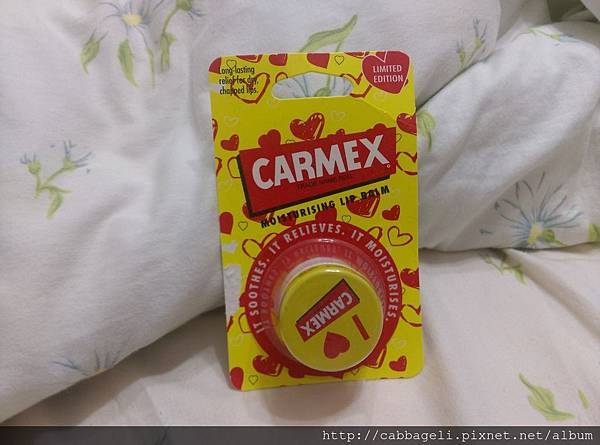 Long-lasting
relief for dry,
chapped lips.
LIMITED
EDITION
CARMEX
MOISTURISING LIP BALM
IT SOOTHES. IT RELIEVES. IT MOISTURISES.
I
CARMEX
http://cabbageli.pixnet.net/album